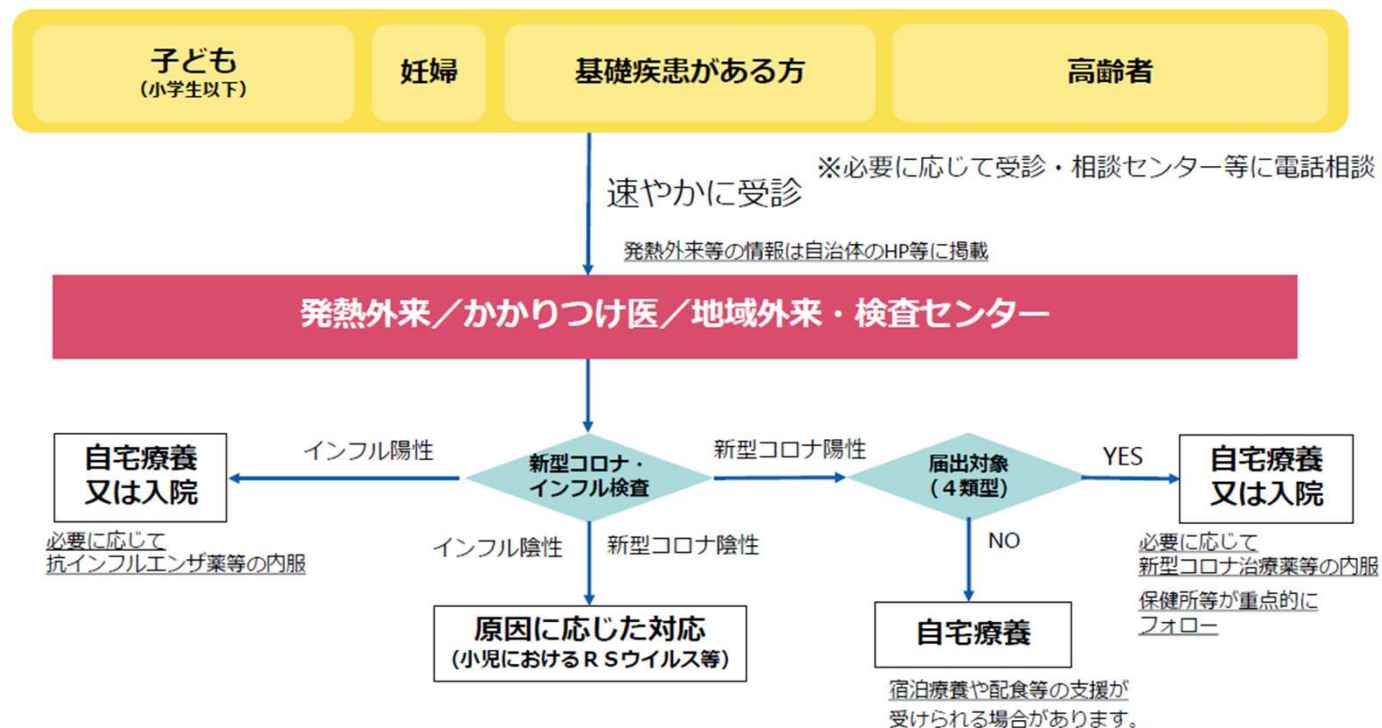 子ども
(小学生以下)
妊婦
基礎疾患がある方
高齢者
※必要に応じて受診・相談センター等に電話相談
速やかに受診
発熱外来等の情報は自治体のHP等に掲載
発熱外来／かかりつけ医／地域外来・検査センター
インフル陽性
新型コロナ・
インフル検査
新型コロナ陽性
届出対象
(４類型)
YES
自宅療養
又は入院
自宅療養
又は入院
必要に応じて
抗インフルエンザ薬等の内服
インフル陰性
新型コロナ陰性
NO
必要に応じて
新型コロナ治療薬等の内服
保健所等が重点的に
フォロー
原因に応じた対応
(小児におけるＲＳウイルス等)
自宅療養
宿泊療養や配食等の支援が
受けられる場合があります。